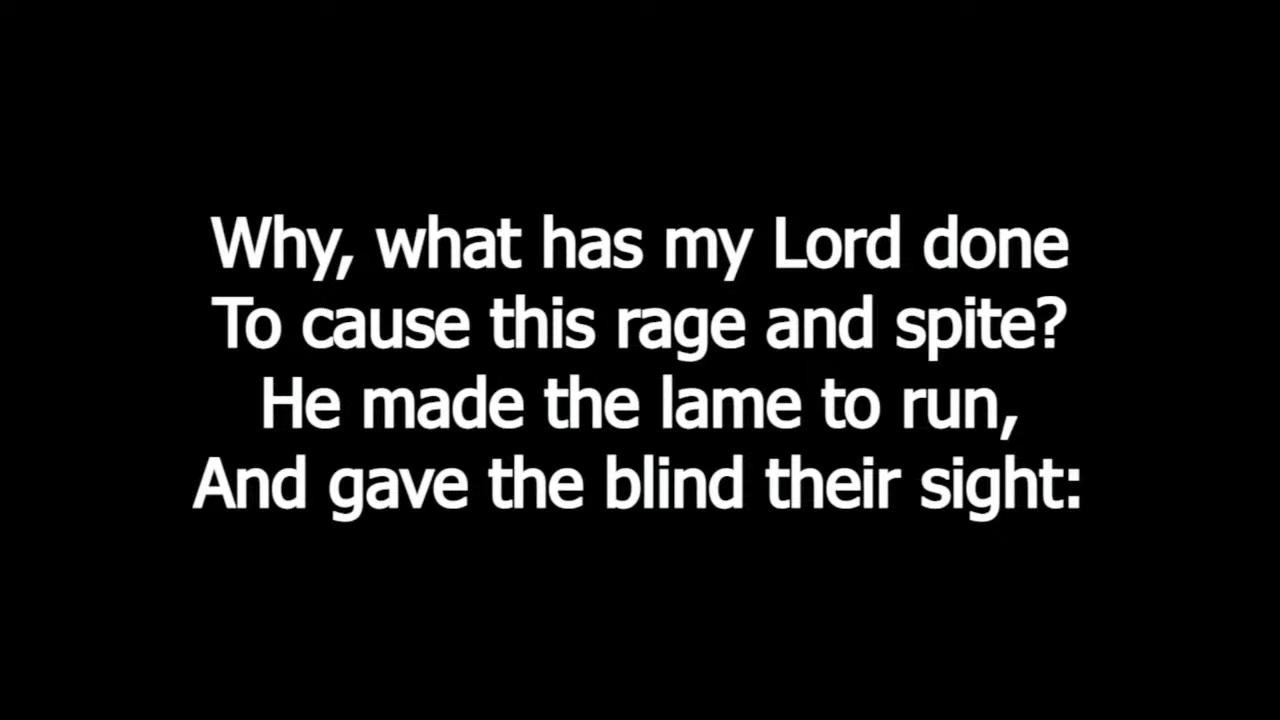 Why, what has my Lord done
To cause this rage and spite?
He made the lame to run,
And gave the blind their sight: